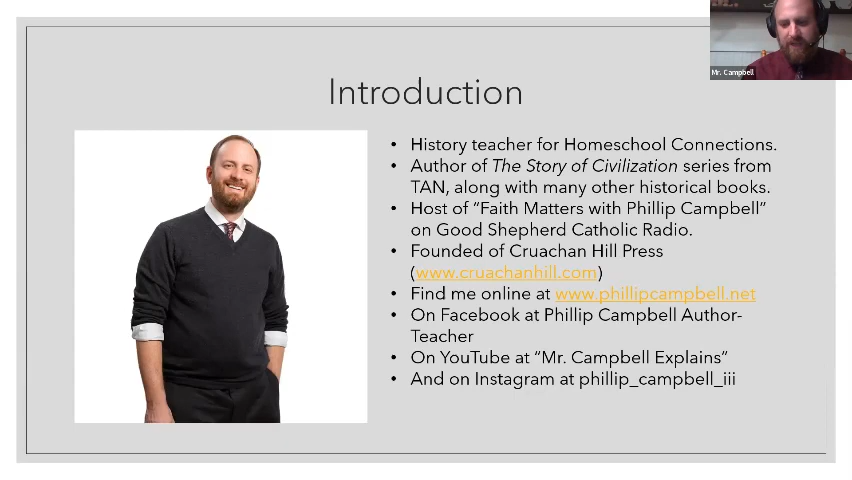 Mr. Campbell
Introduction
• History teacher for Homeschool Connections.
• Author of The Story of Civilization series from
TAN, along with many other historical books.
• Host of “Faith Matters with Phillip Campbell”
on Good Shepherd Catholic Radio.
• Founded of Cruachan Hill Press
(www.cruachanhill.com)
• Find me online at www.phillipcampbell.net
• On Facebook at Phillip Campbell Author-
Teacher
• On YouTube at “Mr. Campbell Explains”
• And on Instagram at phillip_campbell_iii